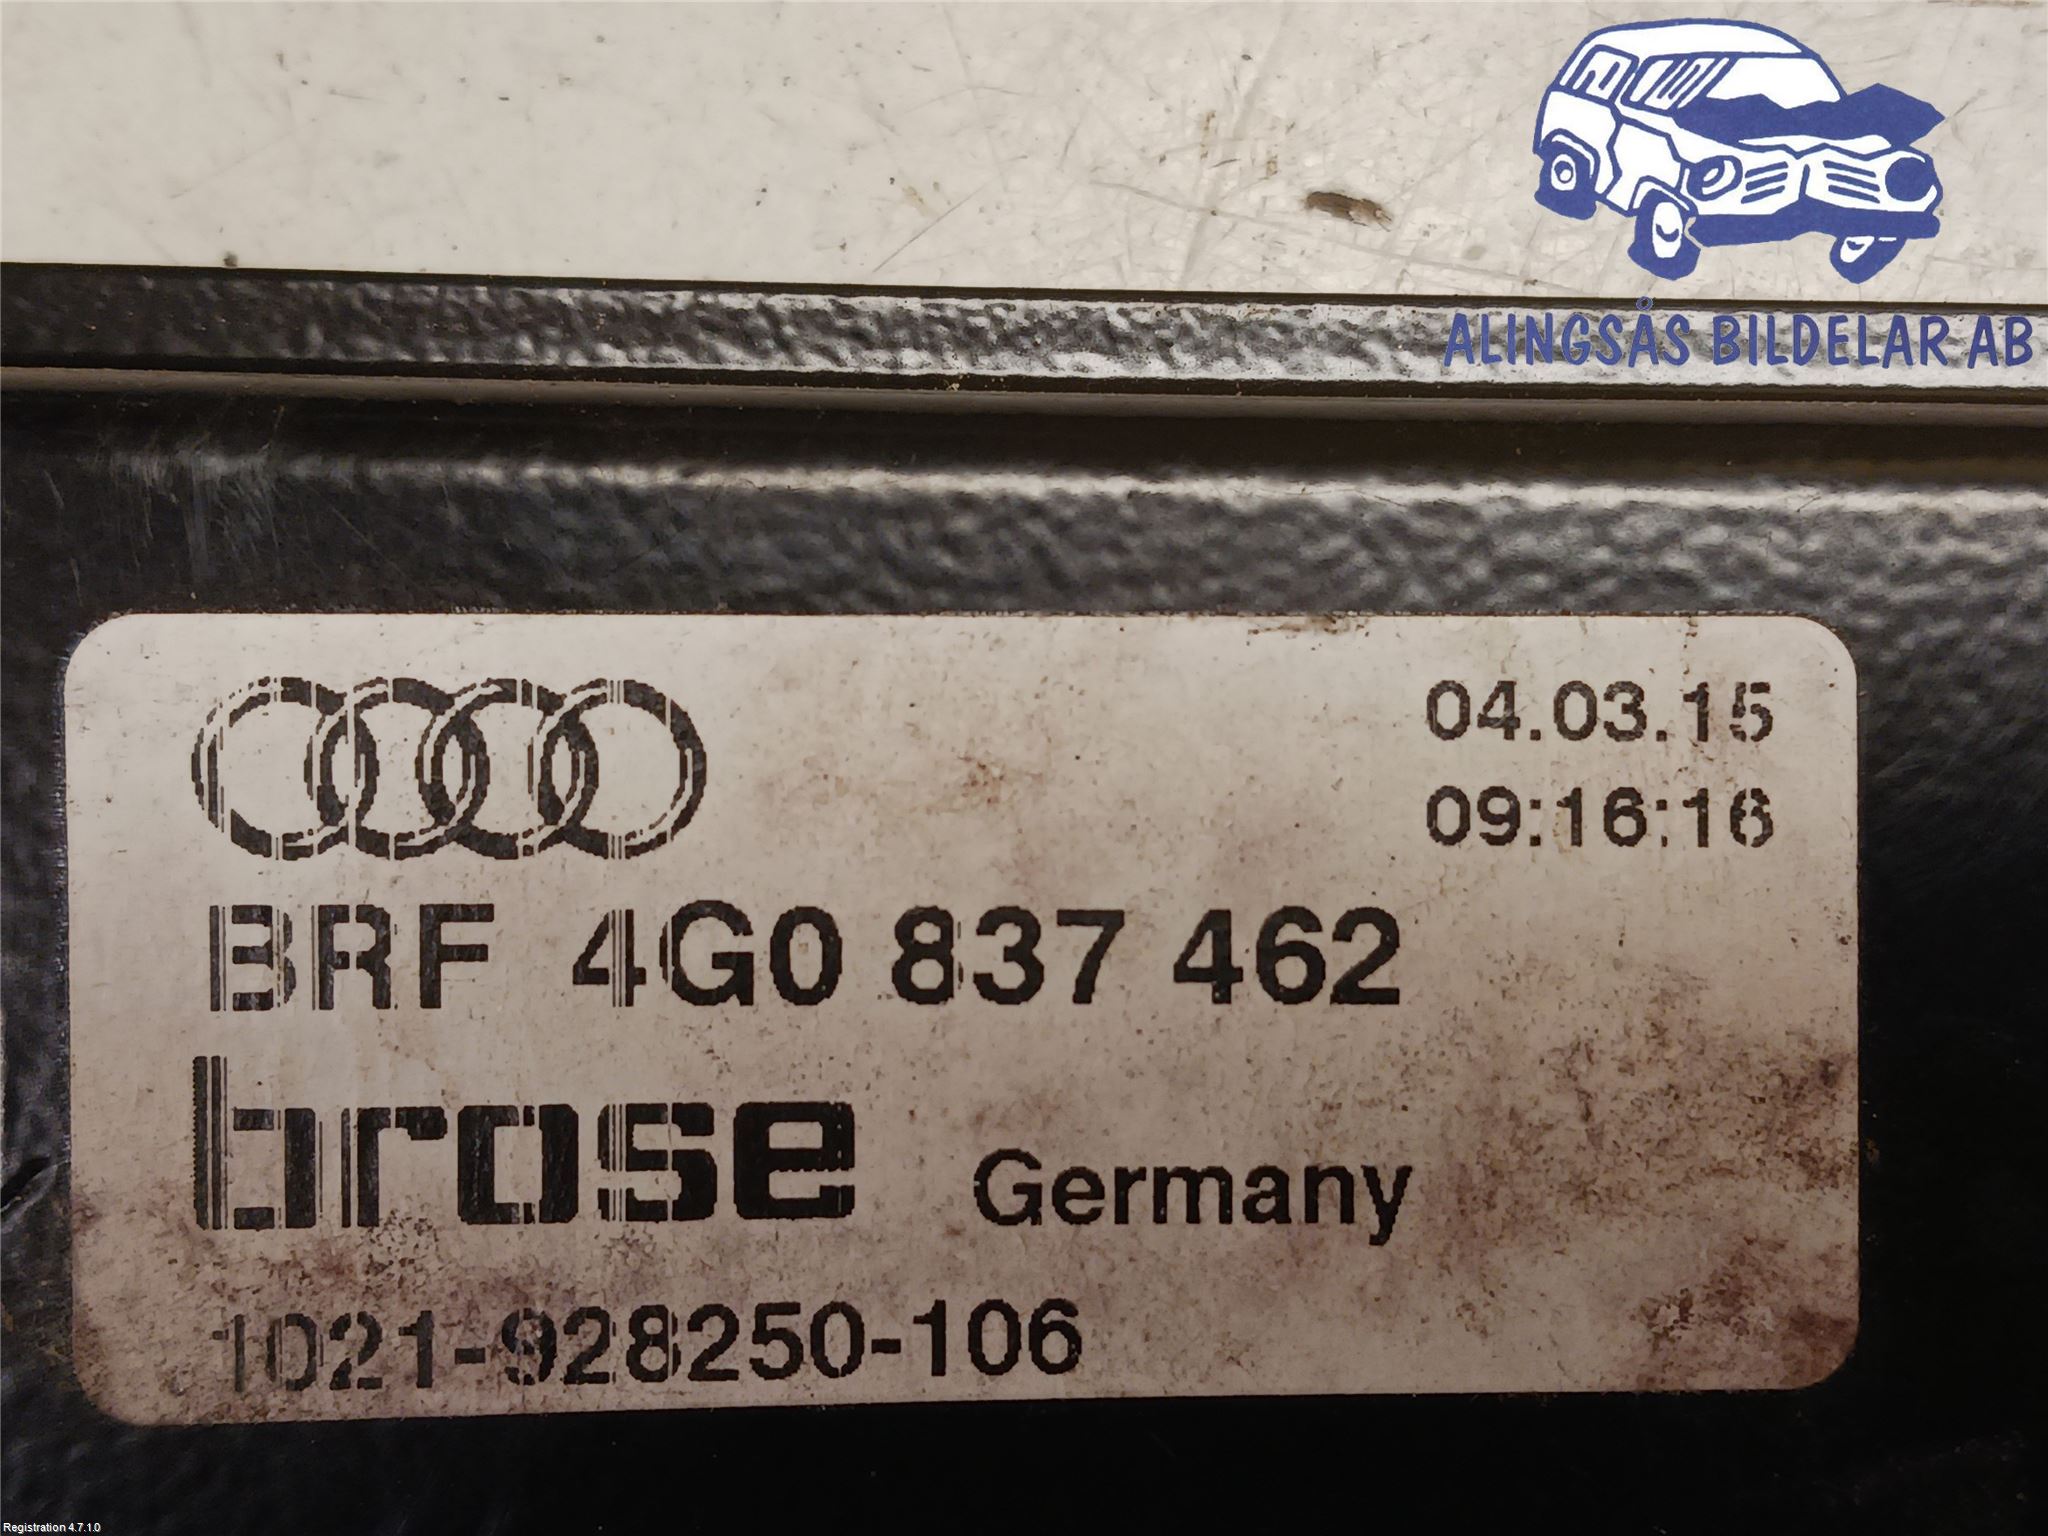 ALINGSÅS BILDELAR AB
04.03.15
09:16:16
BRF 4G0 837 462
brose Germany
1021-928250-106
Registration 4.7.1.0